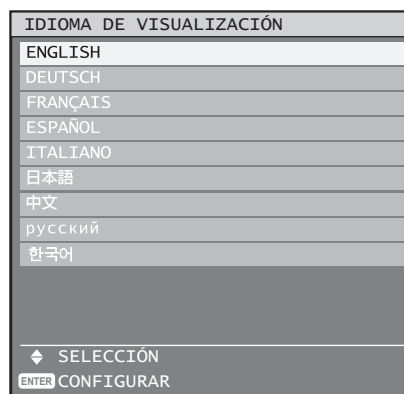 IDIOMA DE VISUALIZACIÓN
ENGLISH
DEUTSCH
FRANÇAIS
ESPAÑOL
ITALIANO
日本語
中文
русский
한국어
SELECCIÓN
ENTER CONFIGURAR